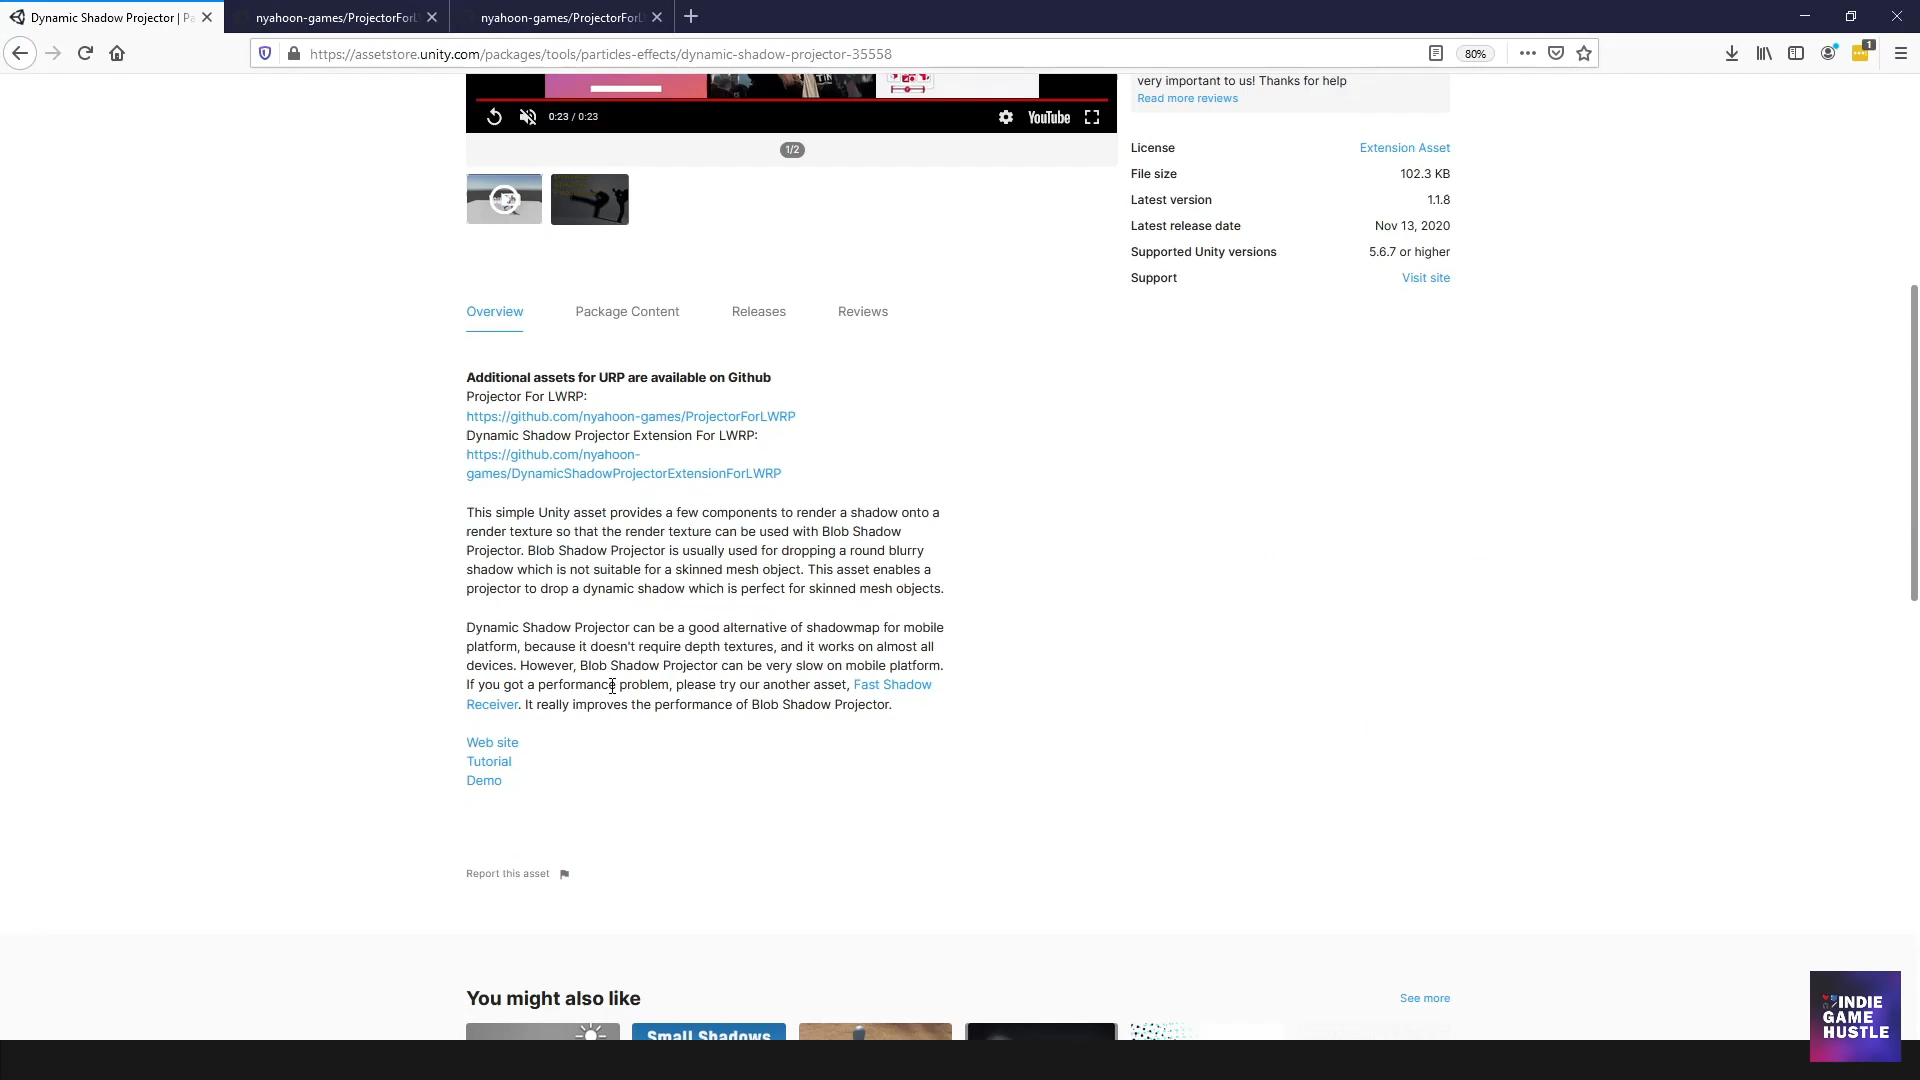 Dynamic Shadow Projector | Pa
nyahoon-games/ProjectorForL
nyahoon-games/ProjectorForL
https://assetstore.unity.com/packages/tools/particles-effects/dynamic-shadow-projector-35558
80%
1
very important to us! Thanks for help
Read more reviews
0:23 / 0:23
YouTube
1/2
License Extension Asset
File size 102.3 KB
Latest version 1.1.8
Latest release date Nov 13, 2020
Supported Unity versions 5.6.7 or higher
Support Visit site
Overview Package Content Releases Reviews
Additional assets for URP are available on Github
Projector For LWRP:
https://github.com/nyahoon-games/ProjectorForLWRP
Dynamic Shadow Projector Extension For LWRP:
https://github.com/nyahoon-
games/DynamicShadowProjectorExtensionForLWRP
This simple Unity asset provides a few components to render a shadow onto a
render texture so that the render texture can be used with Blob Shadow
Projector. Blob Shadow Projector is usually used for dropping a round blurry
shadow which is not suitable for a skinned mesh object. This asset enables a
projector to drop a dynamic shadow which is perfect for skinned mesh objects.
Dynamic Shadow Projector can be a good alternative of shadowmap for mobile
platform, because it doesn't require depth textures, and it works on almost all
devices. However, Blob Shadow Projector can be very slow on mobile platform.
If you got a performance problem, please try our another asset, Fast Shadow
Receiver. It really improves the performance of Blob Shadow Projector.
Web site
Tutorial
Demo
Report this asset
You might also like
See more
Small Shadows
INDIE
GAME
HUSTLE